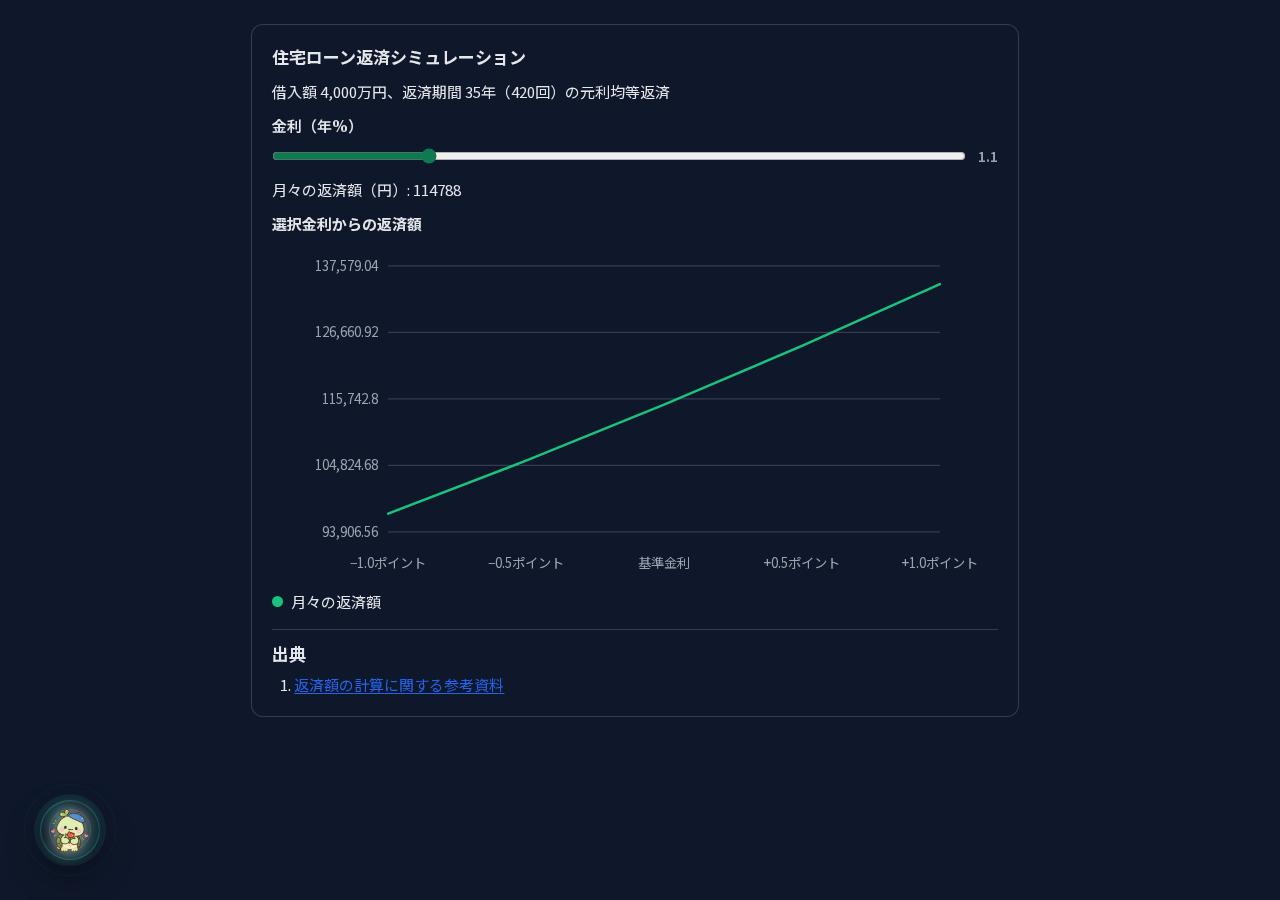 住宅ローン返済シミュレーション
借入額 4,000万円、返済期間 35年（420回）の元利均等返済
金利（年%）
1.1
月々の返済額（円）: 114788
選択金利からの返済額
137,579.04
126,660.92
115,742.8
104,824.68
93,906.56
−1.0ポイント −0.5ポイント 基準金利 +0.5ポイント +1.0ポイント
月々の返済額
出典
1. 返済額の計算に関する参考資料